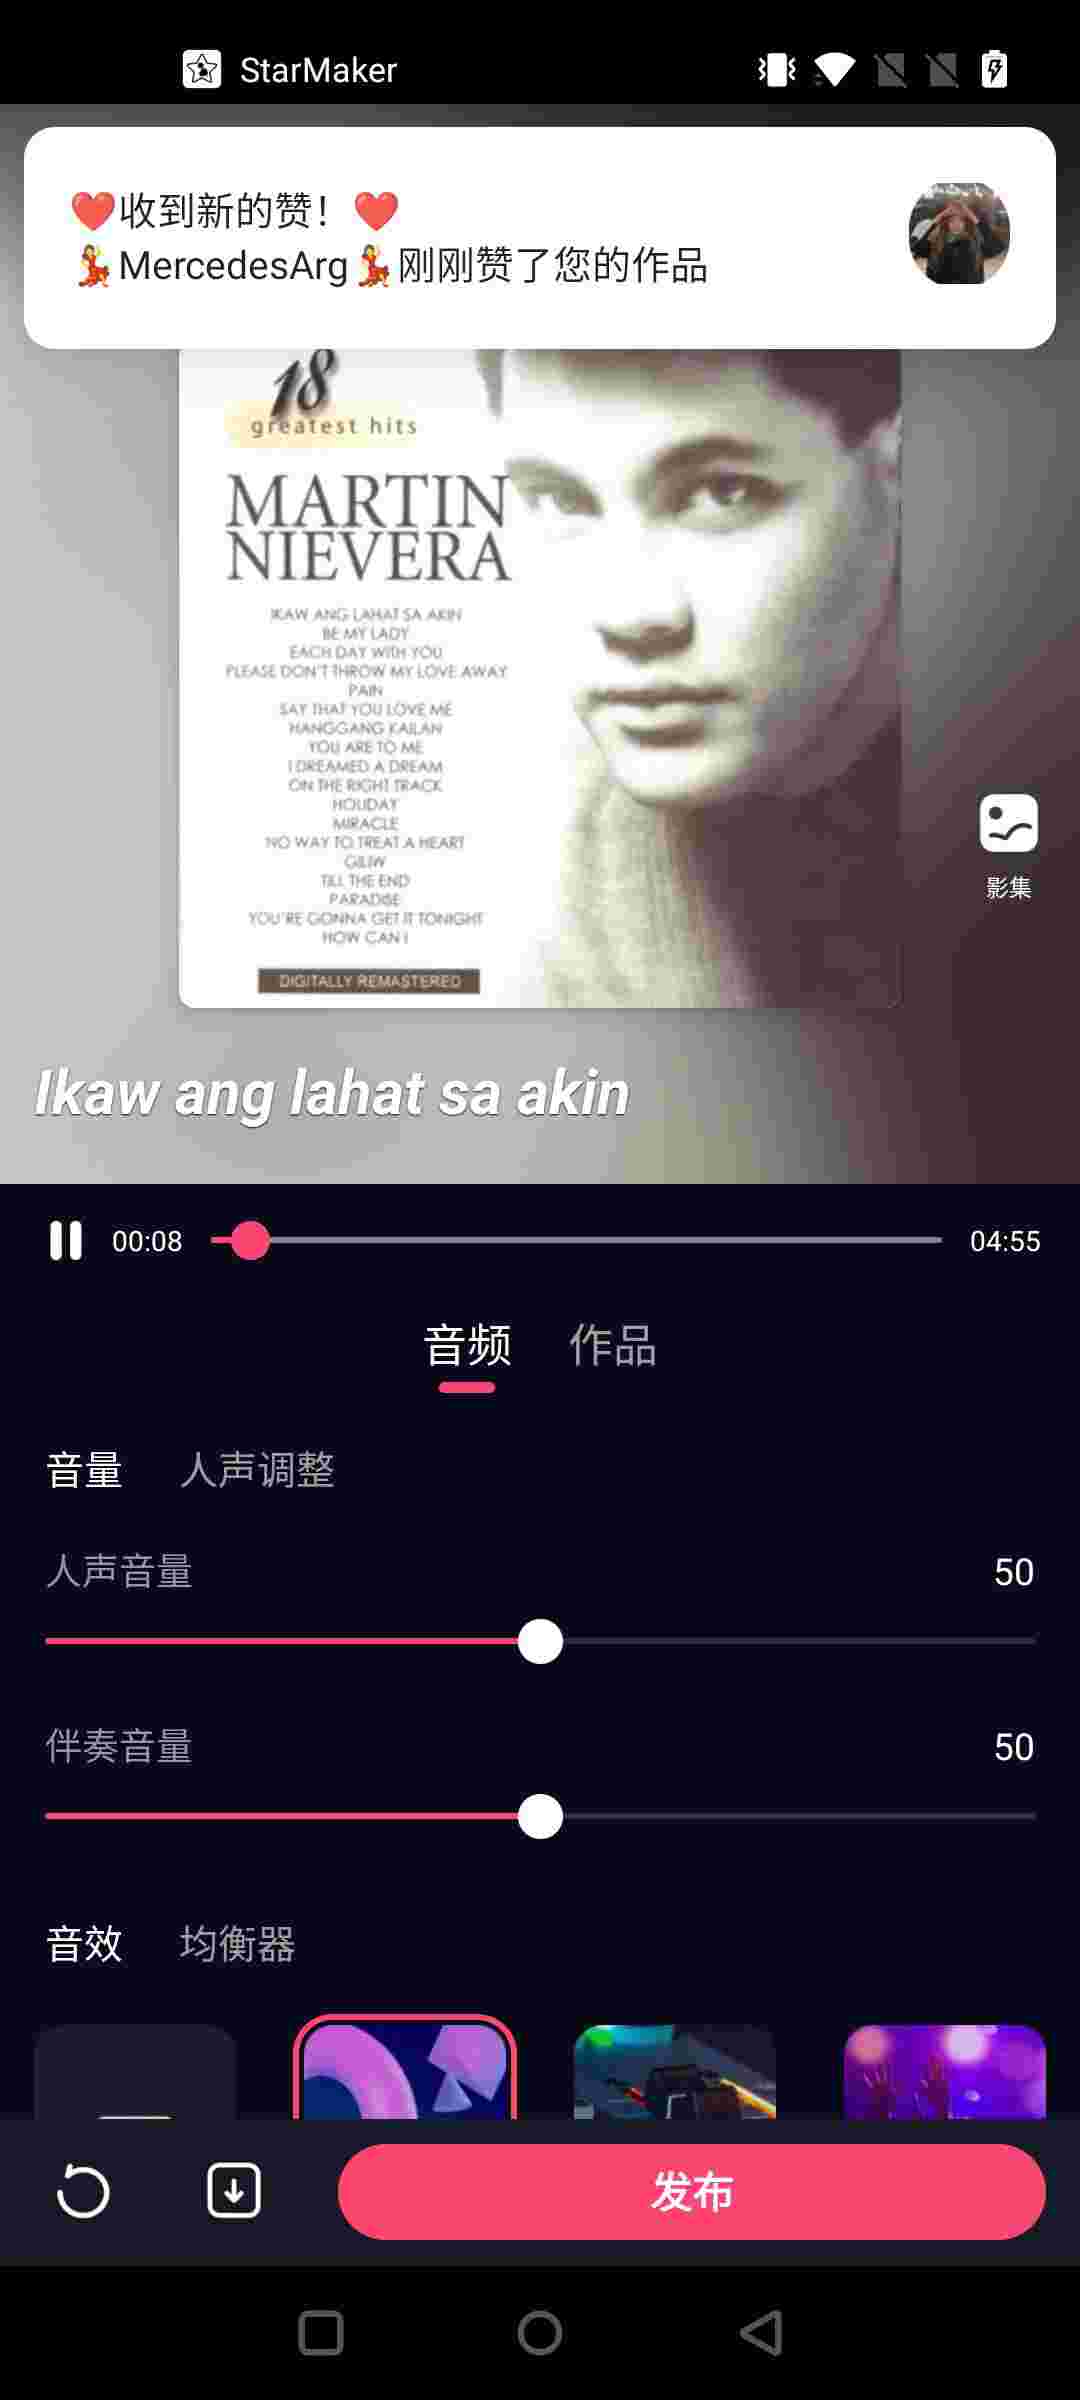 StarMaker
❤️收到新的赞！❤️
💃MercedesArg💃刚刚赞了您的作品
18
greatest hits
MARTIN
NIEVERA
IKAW ANG LAHAT SA AKIN
BE MY LADY
EACH DAY WITH YOU
PLEASE DON'T THROW MY LOVE AWAY
PAIN
SAY THAT YOU LOVE ME
HANGGANG KAILAN
YOU ARE TO ME
I DREAMED A DREAM
ON THE RIGHT TRACK
HOLIDAY
MIRACLE
NO WAY TO TREAT A HEART
GILIW
TILL THE END
PARADISE
YOU'RE GONNA GET IT TONIGHT
HOW CAN I
DIGITALLY REMASTERED
影集
Ikaw ang lahat sa akin
00:08
04:55
音频 作品
音量 人声调整
人声音量 50
伴奏音量 50
音效 均衡器
发布